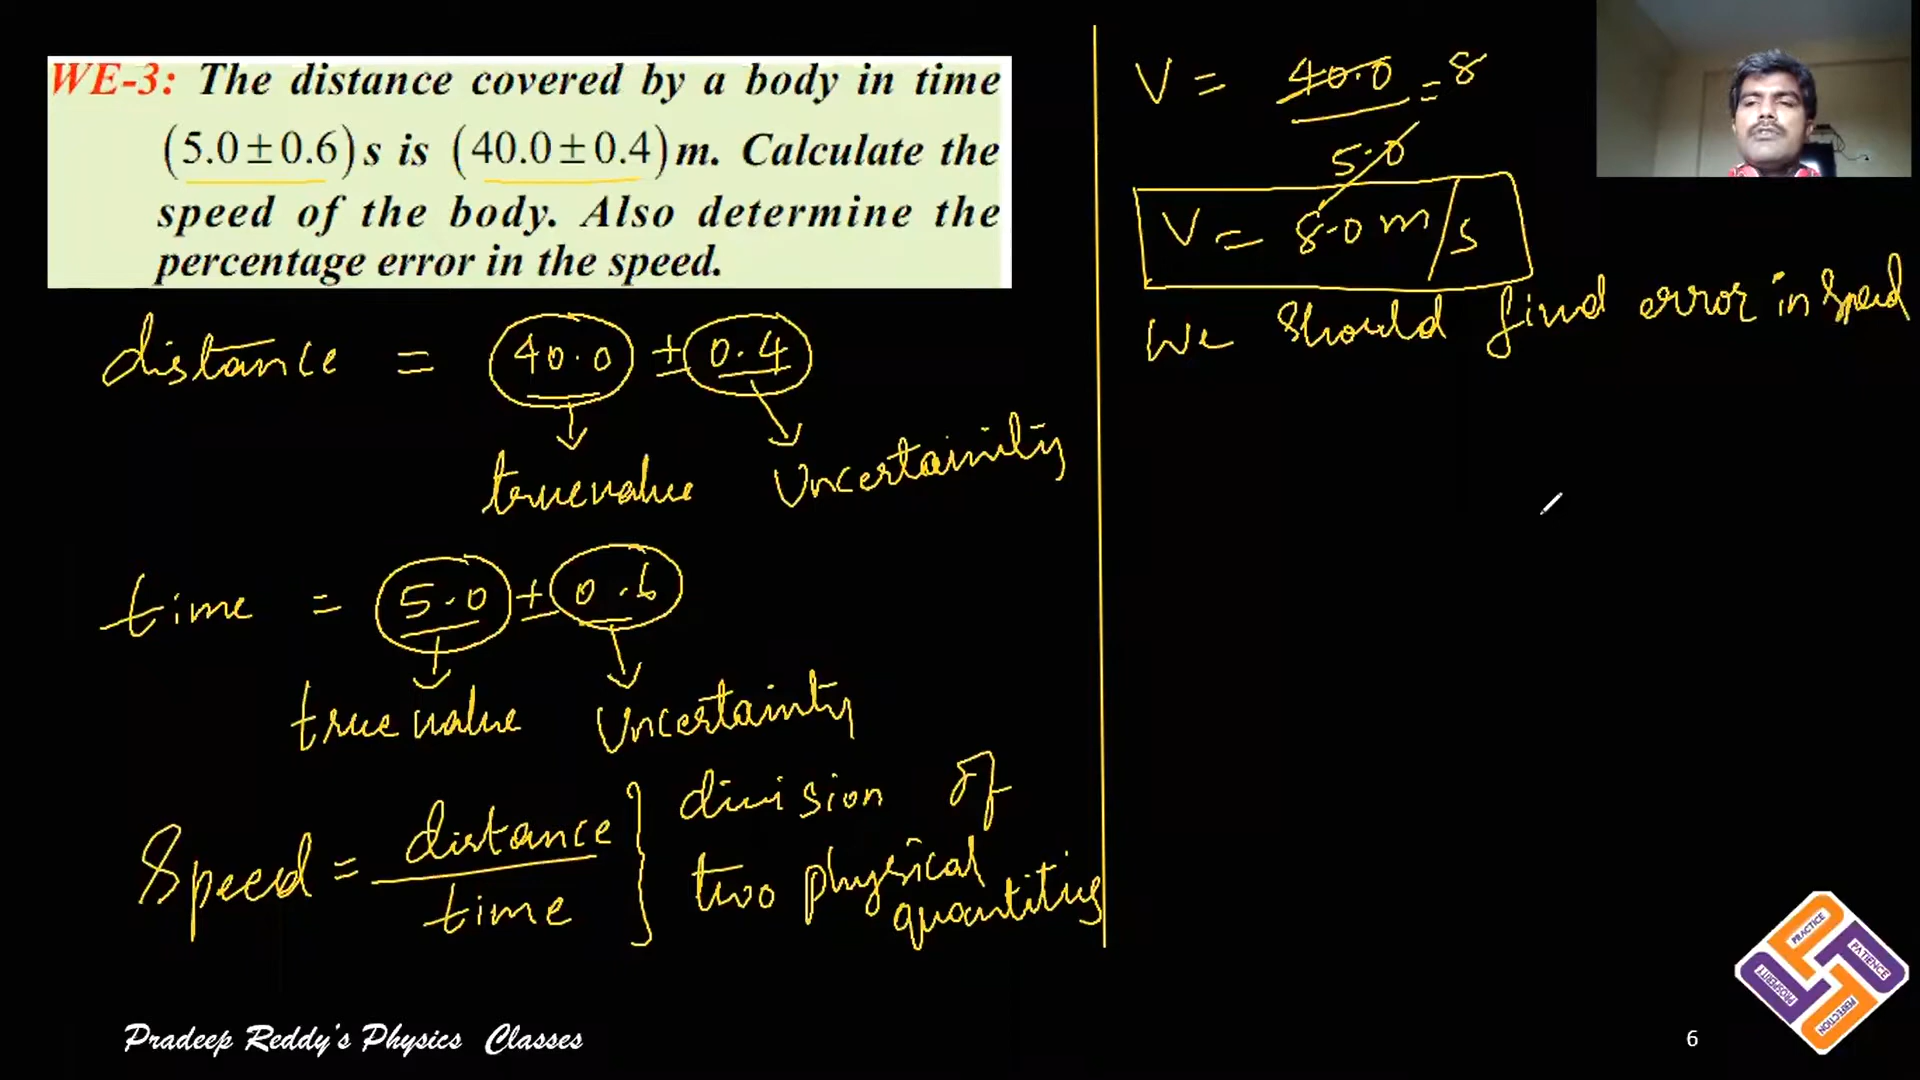 WE-3: The distance covered by a body in time
(5.0±0.6)s is (40.0±0.4)m. Calculate the
speed of the body. Also determine the
percentage error in the speed.
distance = 40.0 ± 0.4
truevalue Uncertainity
time = 5.0 ± 0.6
true value Uncertainty
Speed = distance / time } division of
two physical
quantities
V = 40.0 / 5.0 = 8
V = 8.0 m/s
We should find error in speed
PRACTICE
PATIENCE
PROSPERITY
PERFECTION
Pradeep Reddy's Physics Classes
6